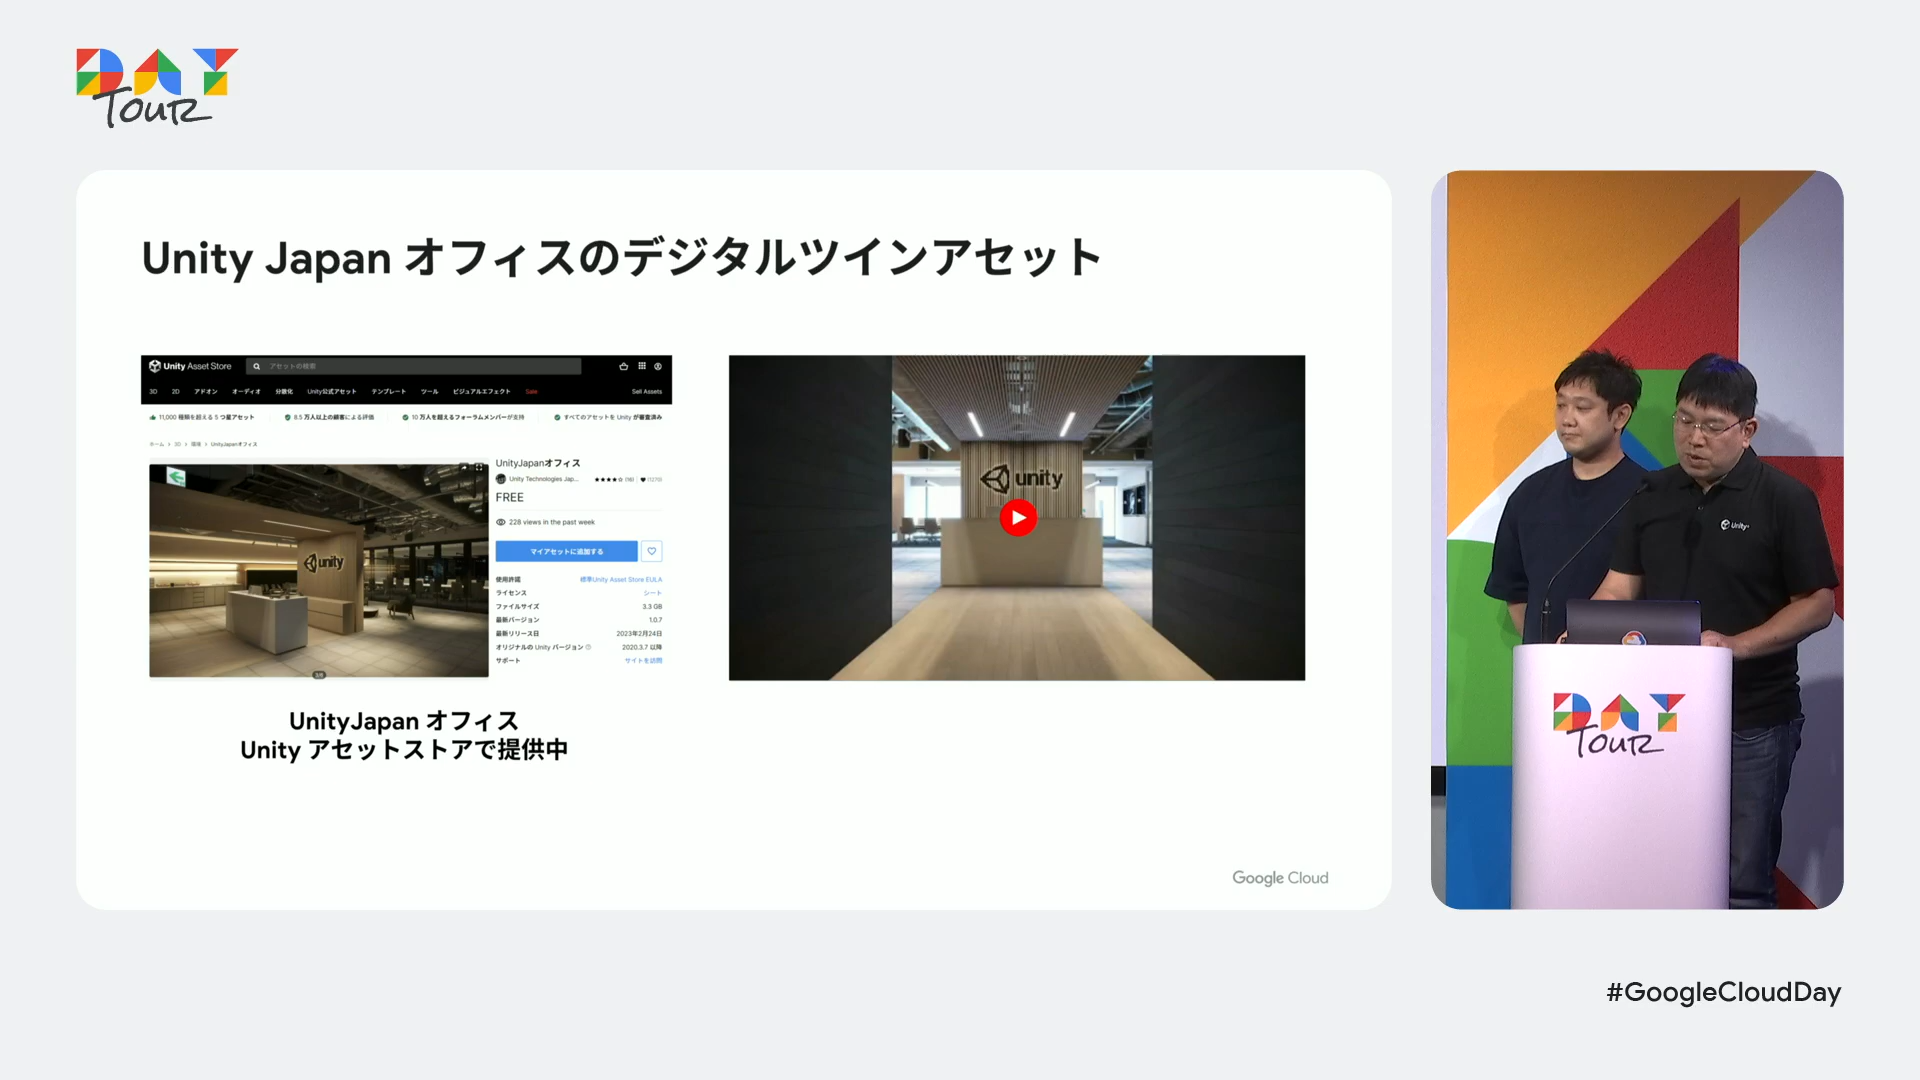 DAY
Tour
Unity Japan オフィスのデジタルツインアセット
Unity Asset Store
アセットの検索
3D 2D アドオン オーディオ 分散化 Unity公式アセット テンプレート ツール ビジュアルエフェクト Sale Sell Assets
11,000 種類を超える 5 つ星アセット 8.5 万人以上の顧客による評価 10 万人を超えるフォーラムメンバーが支持 すべてのアセットを Unity が審査済み
ホーム > 3D > 環境 > UnityJapanオフィス
UnityJapanオフィス
Unity Technologies Jap...
FREE
228 views in the past week
マイアセットに追加する
使用許諾 標準Unity Asset Store EULA
ライセンス シート
ファイルサイズ 3.3 GB
最新バージョン 1.0.7
最新リリース日 2023年2月24日
オリジナルの Unity バージョン 2020.3.7 以降
サポート サイトを訪問
unity
unity
UnityJapan オフィス
Unity アセットストアで提供中
Google Cloud
Unity
DAY
Tour
#GoogleCloudDay